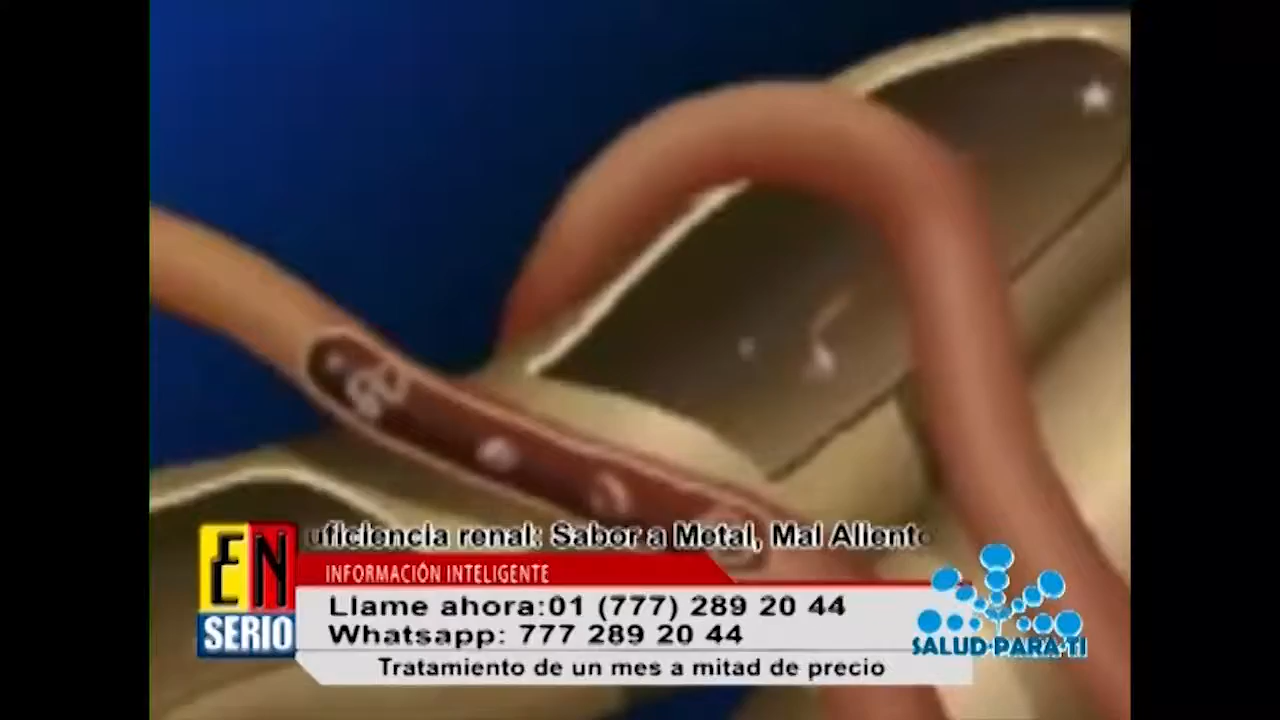 uficiencia renal: Sabor a Metal, Mal Aliento
EN
SERIO
INFORMACIÓN INTELIGENTE
Llame ahora:01 (777) 289 20 44
Whatsapp: 777 289 20 44
Tratamiento de un mes a mitad de precio
SALUD·PARA·TI